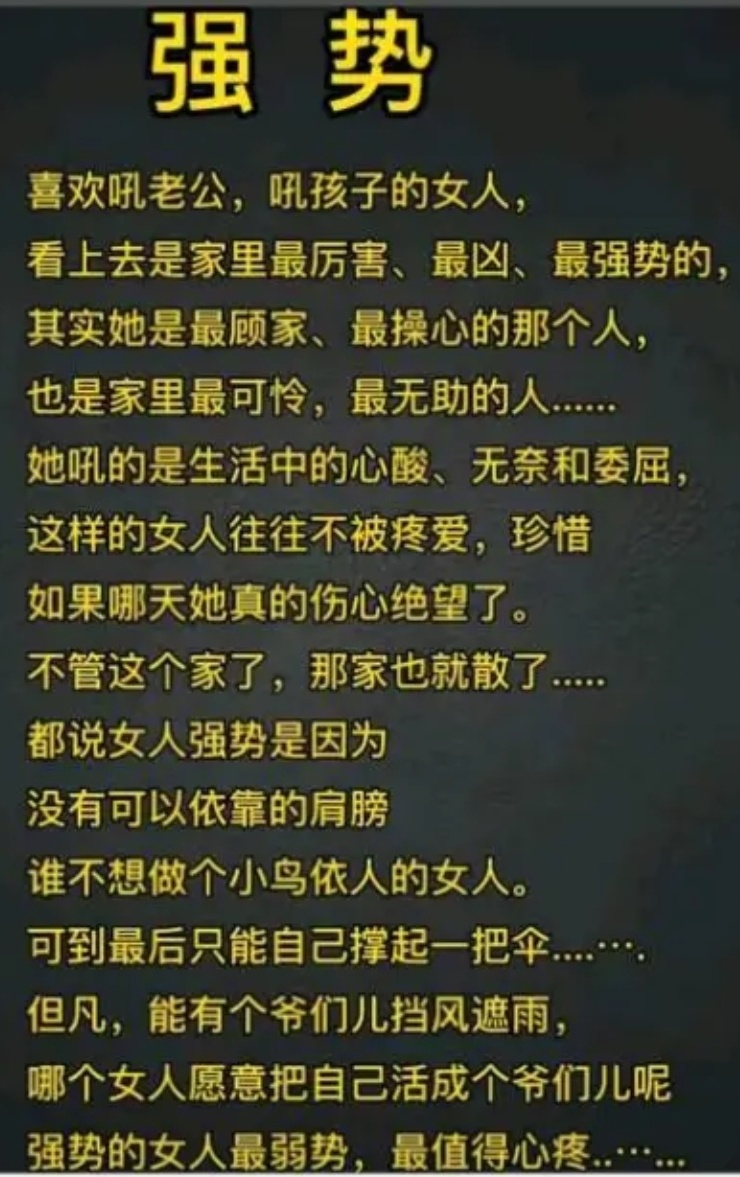 强 势
喜欢吼老公，吼孩子的女人，
看上去是家里最厉害、最凶、最强势的，
其实她是最顾家、最操心的那个人，
也是家里最可怜，最无助的人......
她吼的是生活中的心酸、无奈和委屈，
这样的女人往往不被疼爱，珍惜
如果哪天她真的伤心绝望了。
不管这个家了，那家也就散了.....
都说女人强势是因为
没有可以依靠的肩膀
谁不想做个小鸟依人的女人。
可到最后只能自己撑起一把伞....···.
但凡，能有个爷们儿挡风遮雨，
哪个女人愿意把自己活成个爷们儿呢
强势的女人最弱势，最值得心疼..···...